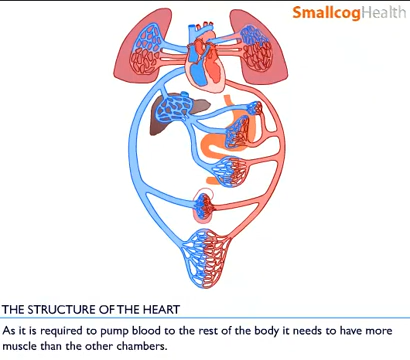 SmallcogHealth
THE STRUCTURE OF THE HEART
As it is required to pump blood to the rest of the body it needs to have more
muscle than the other chambers.